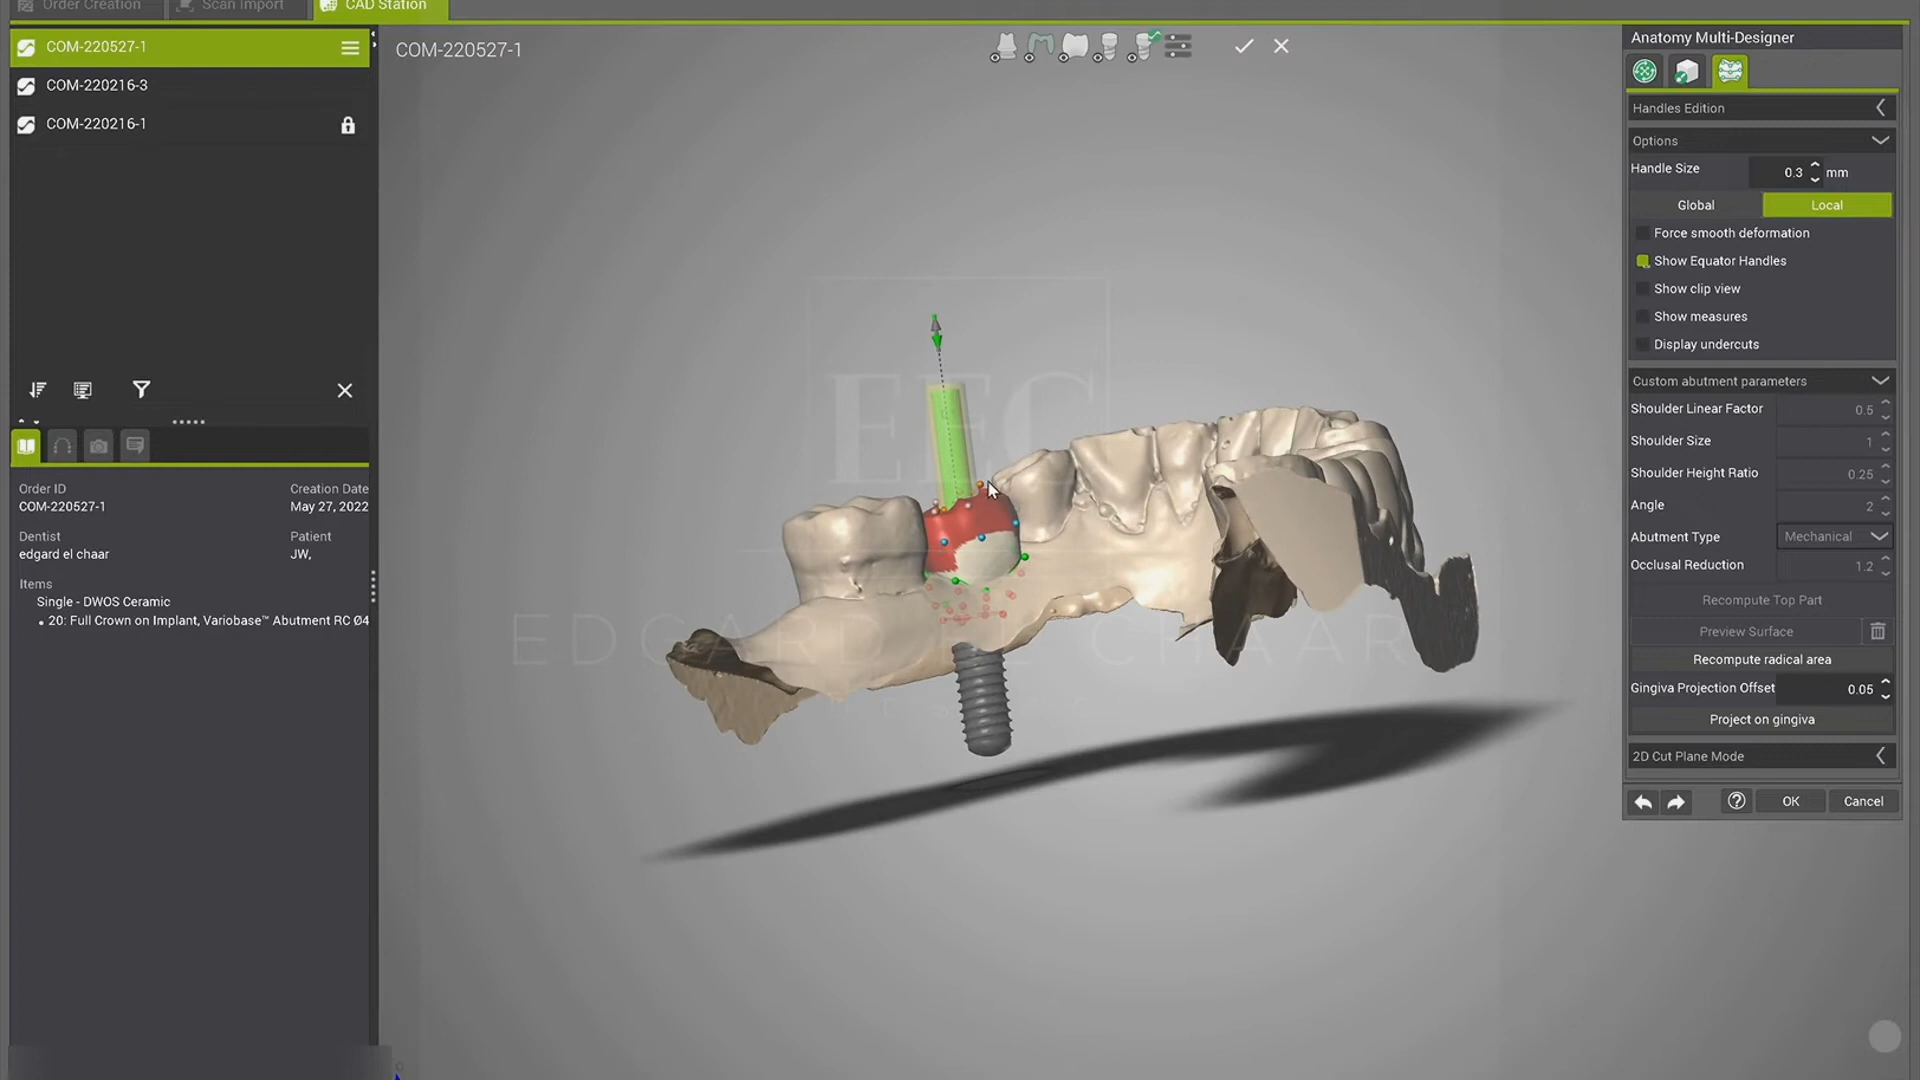 Order Creation
Scan Import
CAD Station
COM-220527-1
COM-220216-3
COM-220216-1
Order ID
Creation Date
COM-220527-1
May 27, 2022
Dentist
Patient
edgard el chaar
JW,
Items
Single - DWOS Ceramic
20: Full Crown on Implant, Variobase™ Abutment RC Ø4
COM-220527-1
EEC
EDGARD EL CHAAR
Anatomy Multi-Designer
Handles Edition
Options
Handle Size
0.3
mm
Global
Local
Force smooth deformation
Show Equator Handles
Show clip view
Show measures
Display undercuts
Custom abutment parameters
Shoulder Linear Factor
0.5
Shoulder Size
1
Shoulder Height Ratio
0.25
Angle
2
Abutment Type
Mechanical
Occlusal Reduction
1.2
Recompute Top Part
Preview Surface
Recompute radical area
Gingiva Projection Offset
0.05
Project on gingiva
2D Cut Plane Mode
OK
Cancel